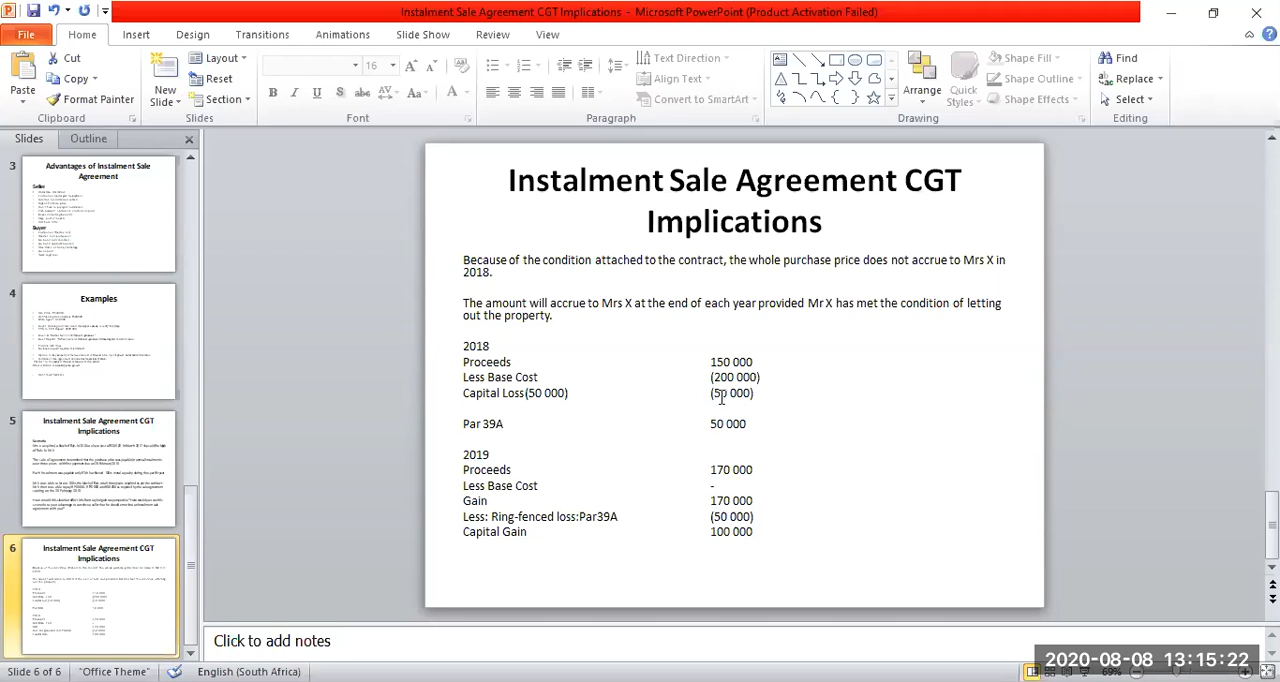 Instalment Sale Agreement CGT Implications - Microsoft PowerPoint (Product Activation Failed)
File Home Insert Design Transitions Animations Slide Show Review View
Paste
Cut
Copy
Format Painter
Clipboard
New Slide
Layout
Reset
Section
Slides
16
Font
Text Direction
Align Text
Convert to SmartArt
Paragraph
Arrange
Quick Styles
Shape Fill
Shape Outline
Shape Effects
Drawing
Find
Replace
Select
Editing
Slides Outline
3
Advantages of Instalment Sale
Agreement
Seller
Buyer
4
Examples
5
Instalment Sale Agreement CGT
Implications
6
Instalment Sale Agreement CGT
Implications
Instalment Sale Agreement CGT
Implications
Because of the condition attached to the contract, the whole purchase price does not accrue to Mrs X in
2018.
The amount will accrue to Mrs X at the end of each year provided Mr X has met the condition of letting
out the property.
2018
Proceeds 150 000
Less Base Cost (200 000)
Capital Loss(50 000) (50 000)
Par 39A 50 000
2019
Proceeds 170 000
Less Base Cost -
Gain 170 000
Less: Ring-fenced loss:Par39A (50 000)
Capital Gain 100 000
Click to add notes
Slide 6 of 6 "Office Theme" English (South Africa) 69%
2020-08-08 13:15:22